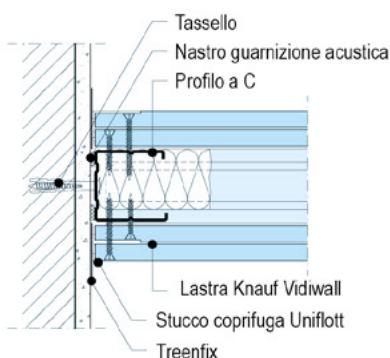 Tassello
Nastro guarnizione acustica
Profilo a C
Lastra Knauf Vidiwall
Stucco coprifuga Uniflott
Treenfix